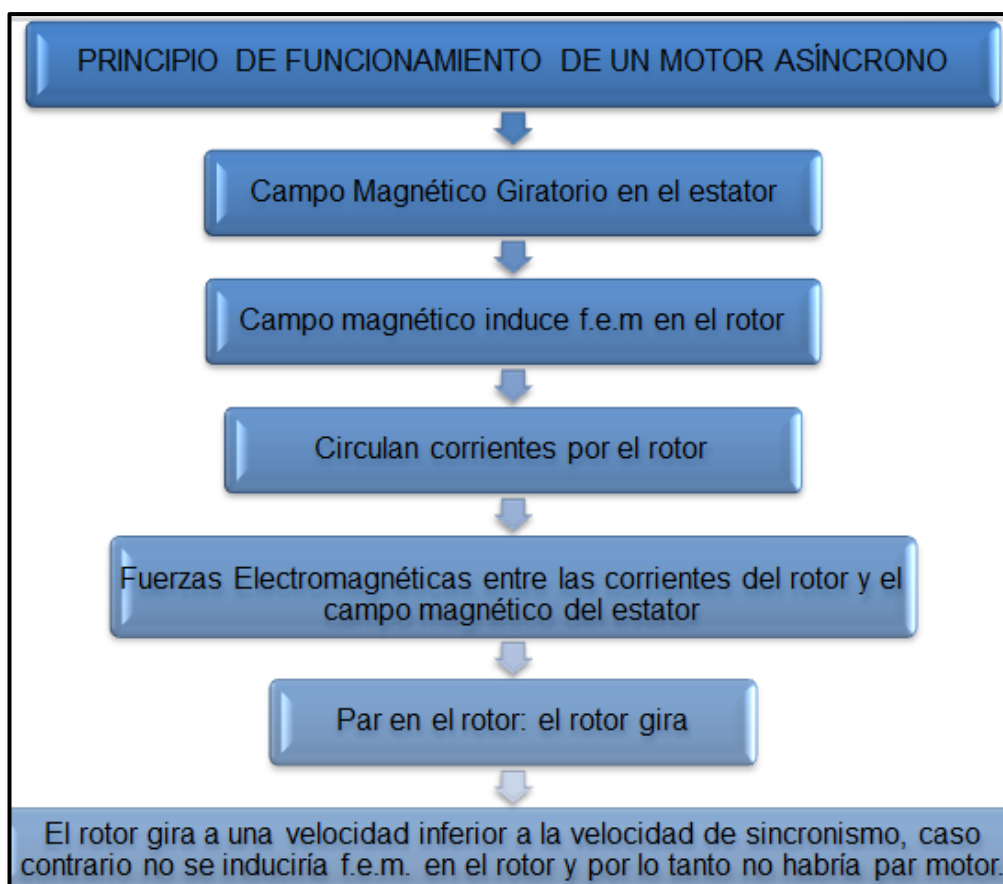 PRINCIPIO DE FUNCIONAMIENTO DE UN MOTOR ASÍNCRONO
Campo Magnético Giratorio en el estator
Campo magnético induce f.e.m en el rotor
Circulan corrientes por el rotor
Fuerzas Electromagnéticas entre las corrientes del rotor y el
campo magnético del estator
Par en el rotor: el rotor gira
El rotor gira a una velocidad inferior a la velocidad de sincronismo, caso
contrario no se induciría f.e.m. en el rotor y por lo tanto no habría par motor.